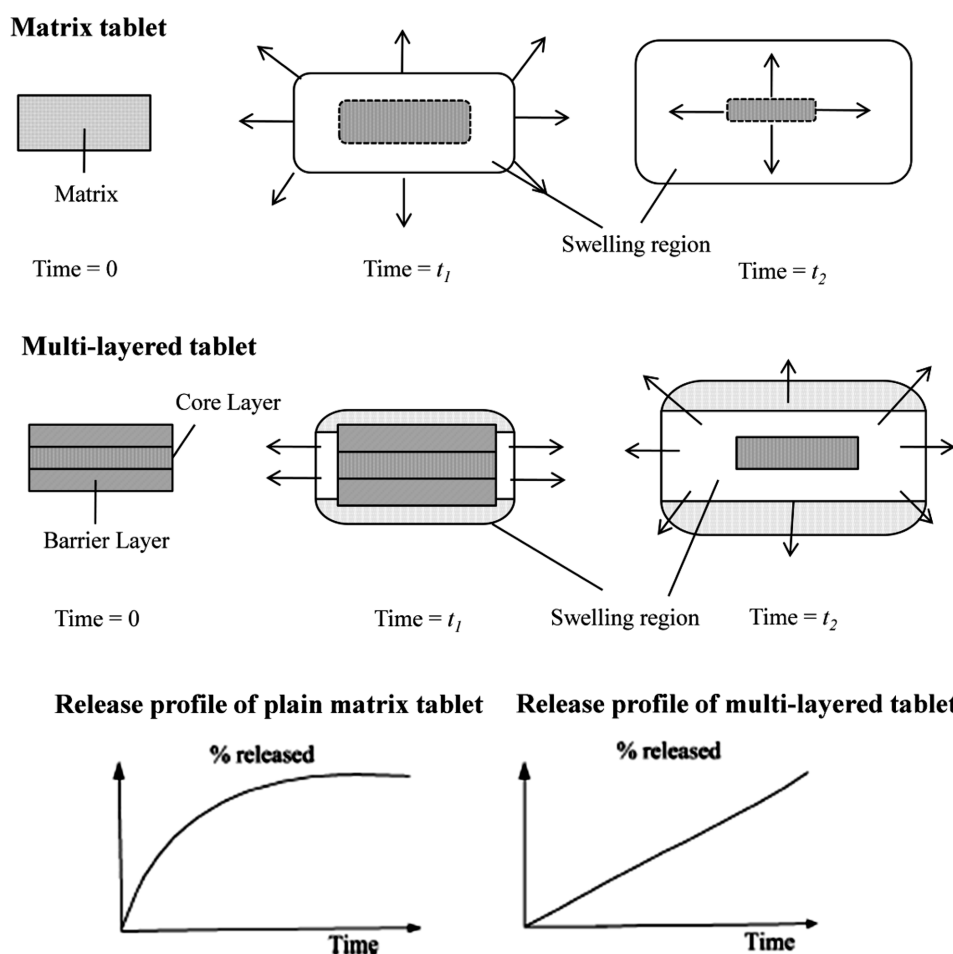 Matrix tablet
Matrix
Swelling region
Time = 0
Time = t₁
Time = t₂
Multi-layered tablet
Core Layer
Barrier Layer
Swelling region
Time = 0
Time = t₁
Time = t₂
Release profile of plain matrix tablet
Release profile of multi-layered tablet
% released
% released
Time
Time